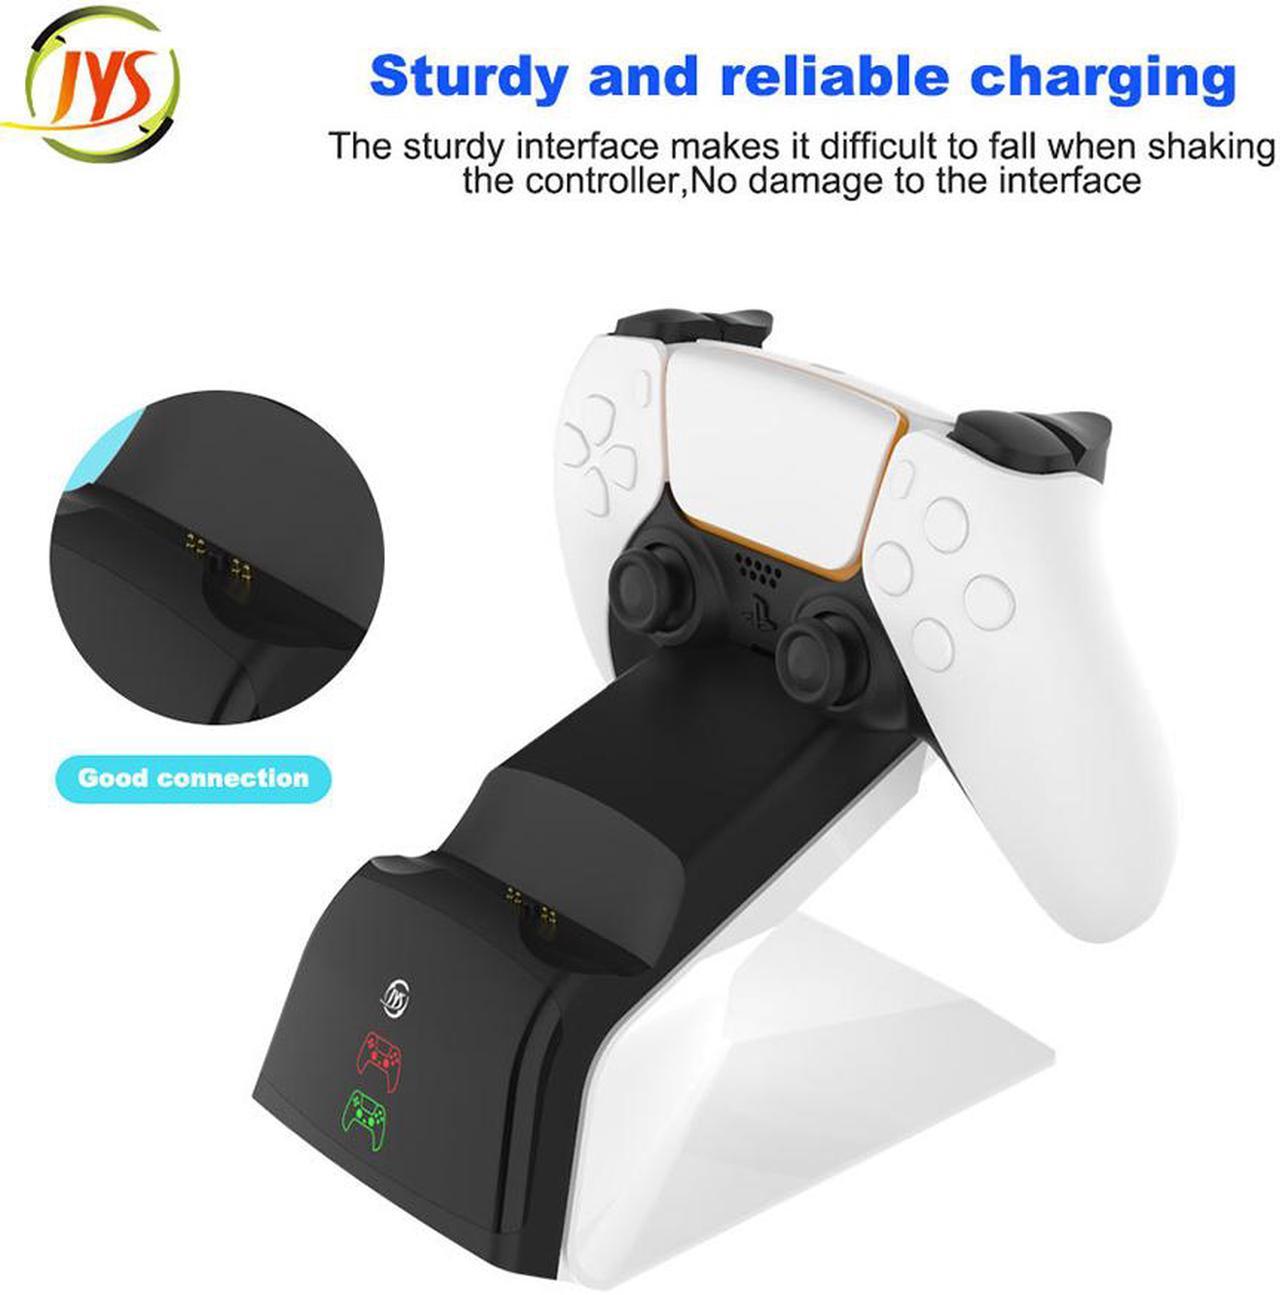 JYS
Sturdy and reliable charging
The sturdy interface makes it difficult to fall when shaking
the controller,No damage to the interface
Good connection
JYS